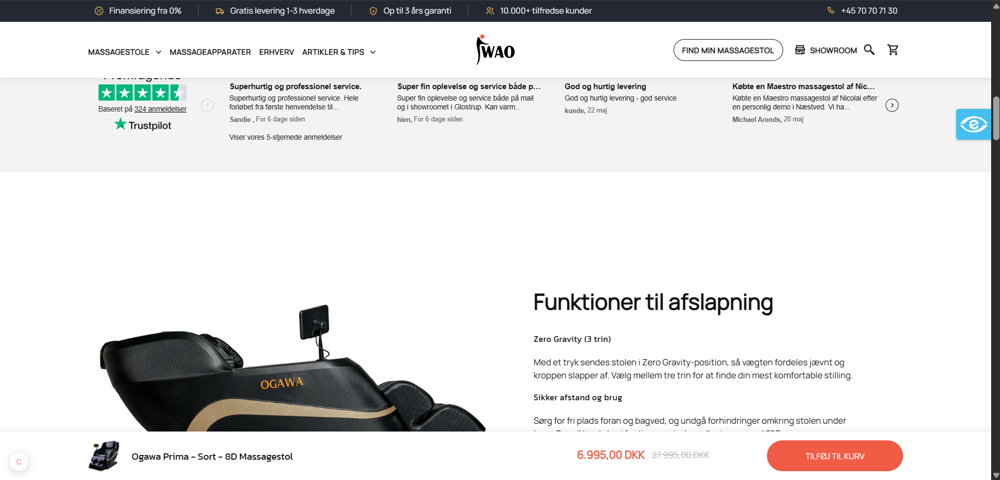 Finansiering fra 0%
Gratis levering 1-3 hverdage
Op til 3 års garanti
10.000+ tilfredse kunder
+45 70 70 71 30
MASSAGESTOLE
MASSAGEAPPARATER
ERHVERV
ARTIKLER & TIPS
WAO
FIND MIN MASSAGESTOL
SHOWROOM
Baseret på 324 anmeldelser
Trustpilot
Superhurtig og professionel service.
Superhurtig og professionel service. Hele
forløbet fra første henvendelse til...
Sandie , For 6 dage siden
Super fin oplevelse og service både p...
Super fin oplevelse og service både på mail
og i showroomet i Glostrup. Kan varm...
hien, For 6 dage siden
God og hurtig levering
God og hurtig levering - god service
kunde, 22 maj
Købte en Maestro massagestol af Nic...
Købte en Maestro massagestol af Nicolai efter
en personlig demo i Næstved. Vi ha...
Michael Arends, 20 maj
Viser vores 5-stjernede anmeldelser
OGAWA
Funktioner til afslapning
Zero Gravity (3 trin)
Med et tryk sendes stolen i Zero Gravity-position, så vægten fordeles jævnt og
kroppen slapper af. Vælg mellem tre trin for at finde din mest komfortable stilling.
Sikker afstand og brug
Sørg for fri plads foran og bagved, og undgå forhindringer omkring stolen under
C
Ogawa Prima - Sort - 8D Massagestol
6.995,00 DKK 27.995,00 DKK
TILFØJ TIL KURV